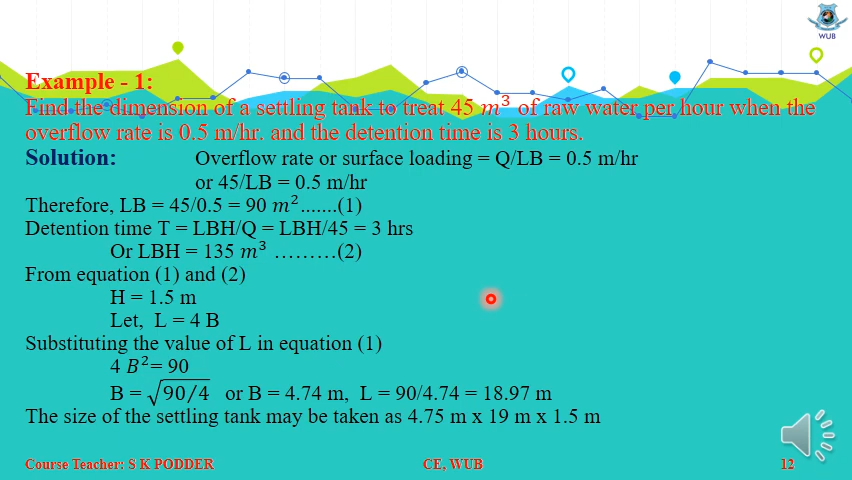 WUB
Example - 1:
Find the dimension of a settling tank to treat 45 m³ of raw water per hour when the
overflow rate is 0.5 m/hr. and the detention time is 3 hours.
Solution: Overflow rate or surface loading = Q/LB = 0.5 m/hr
or 45/LB = 0.5 m/hr
Therefore, LB = 45/0.5 = 90 m².......(1)
Detention time T = LBH/Q = LBH/45 = 3 hrs
Or LBH = 135 m³ ………(2)
From equation (1) and (2)
H = 1.5 m
Let, L = 4 B
Substituting the value of L in equation (1)
4 B²= 90
B = √90/4 or B = 4.74 m, L = 90/4.74 = 18.97 m
The size of the settling tank may be taken as 4.75 m x 19 m x 1.5 m
Course Teacher: S K PODDER CE, WUB 12